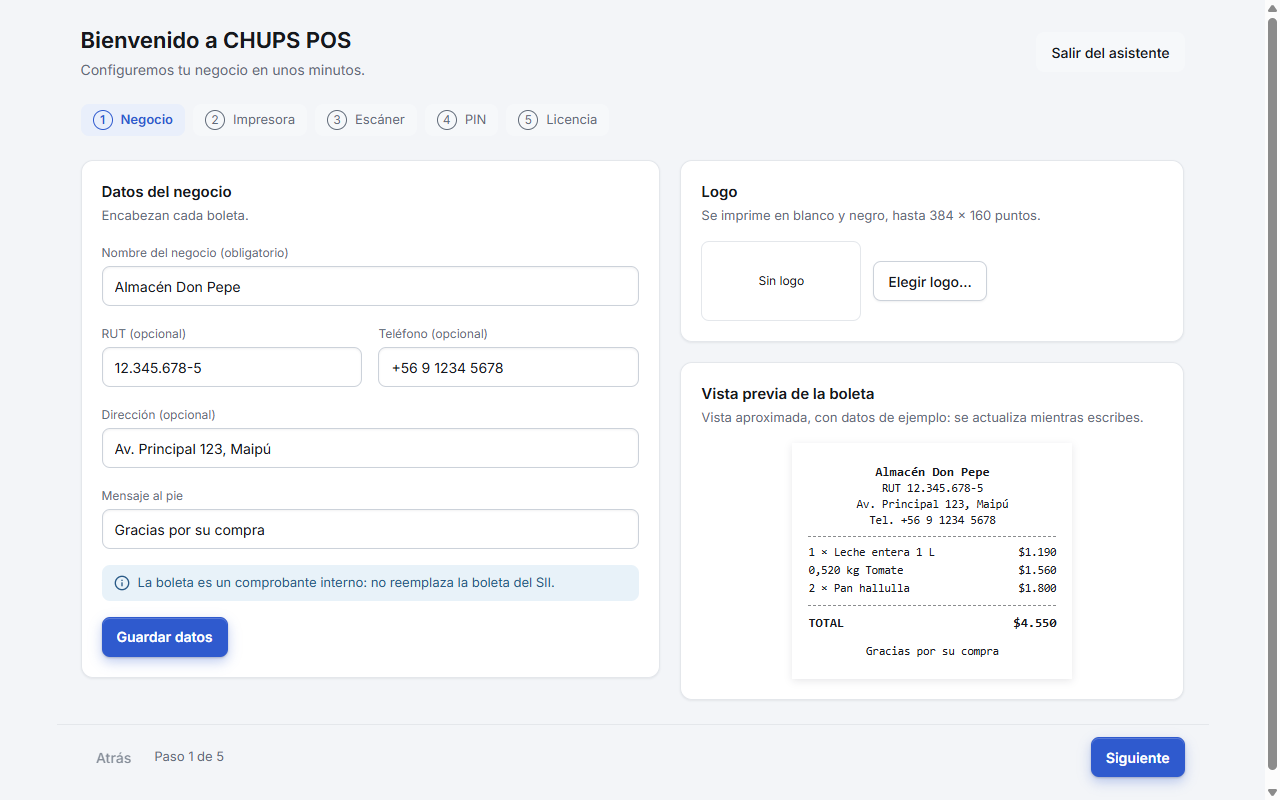 Bienvenido a CHUPS POS
Configuremos tu negocio en unos minutos.
Salir del asistente
1 Negocio
2 Impresora
3 Escáner
4 PIN
5 Licencia
Datos del negocio
Encabezan cada boleta.
Nombre del negocio (obligatorio)
Almacén Don Pepe
RUT (opcional)
Teléfono (opcional)
12.345.678-5
+56 9 1234 5678
Dirección (opcional)
Av. Principal 123, Maipú
Mensaje al pie
Gracias por su compra
La boleta es un comprobante interno: no reemplaza la boleta del SII.
Guardar datos
Logo
Se imprime en blanco y negro, hasta 384 × 160 puntos.
Sin logo
Elegir logo...
Vista previa de la boleta
Vista aproximada, con datos de ejemplo: se actualiza mientras escribes.
Almacén Don Pepe
RUT 12.345.678-5
Av. Principal 123, Maipú
Tel. +56 9 1234 5678
1 × Leche entera 1 L $1.190
0,520 kg Tomate $1.560
2 × Pan hallulla $1.800
TOTAL $4.550
Gracias por su compra
Atrás
Paso 1 de 5
Siguiente